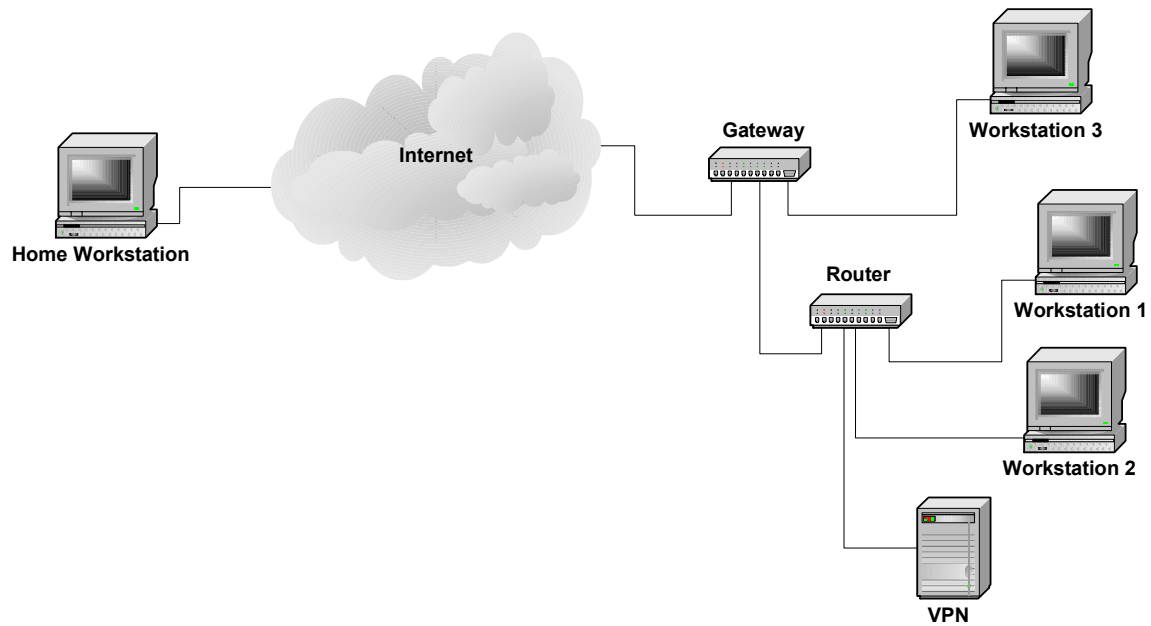 Workstation 3
Gateway
Internet
Home Workstation
Router
Workstation 1
Workstation 2
VPN